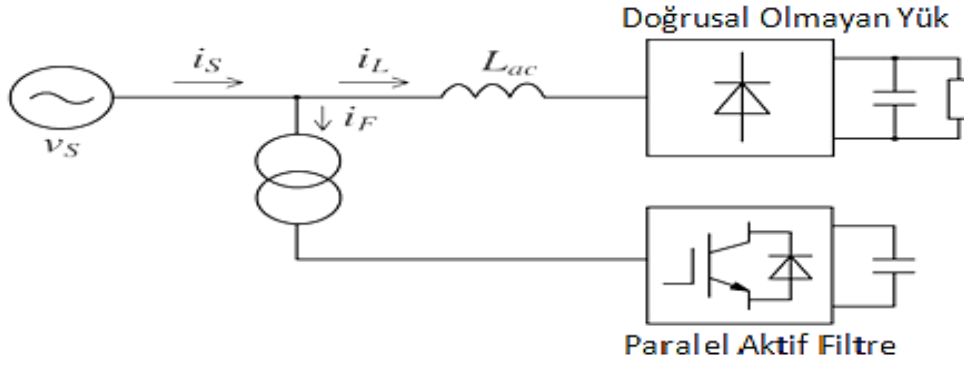 Doğrusal Olmayan Yük
i_S
i_L
L_ac
i_F
v_S
Paralel Aktif Filtre